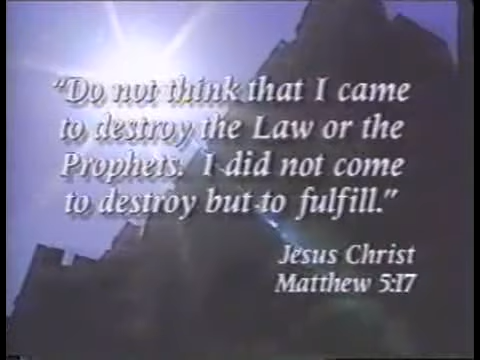 "Do not think that I came
to destroy the Law or the
Prophets. I did not come
to destroy but to fulfill."
Jesus Christ
Matthew 5:17